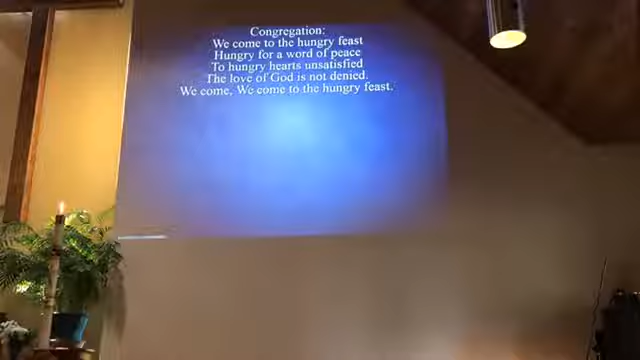 Congregation:
We come to the hungry feast
Hungry for a word of peace
To hungry hearts unsatisfied
The love of God is not denied.
We come, We come to the hungry feast.